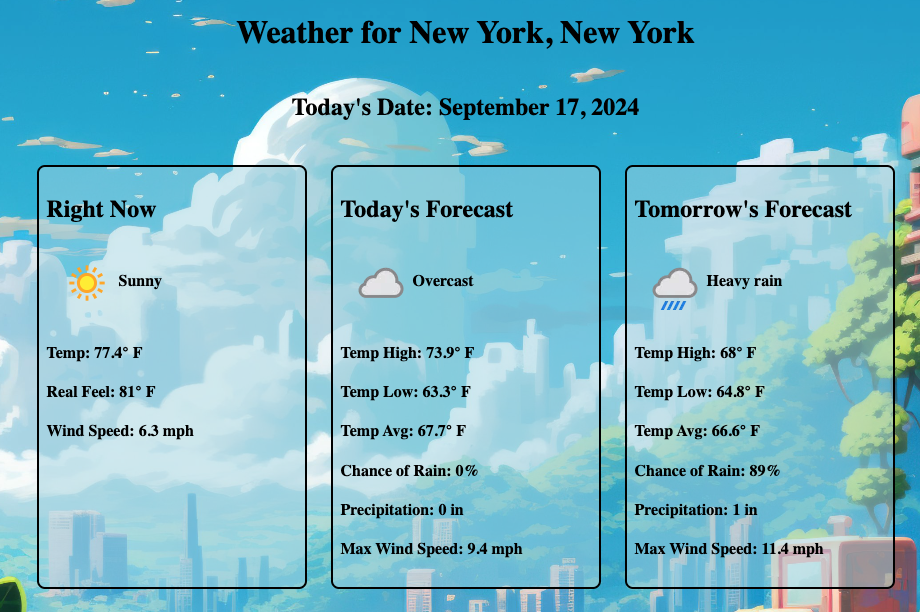 Weather for New York, New York
Today's Date: September 17, 2024
Right Now
Sunny
Temp: 77.4° F
Real Feel: 81° F
Wind Speed: 6.3 mph
Today's Forecast
Overcast
Temp High: 73.9° F
Temp Low: 63.3° F
Temp Avg: 67.7° F
Chance of Rain: 0%
Precipitation: 0 in
Max Wind Speed: 9.4 mph
Tomorrow's Forecast
Heavy rain
Temp High: 68° F
Temp Low: 64.8° F
Temp Avg: 66.6° F
Chance of Rain: 89%
Precipitation: 1 in
Max Wind Speed: 11.4 mph